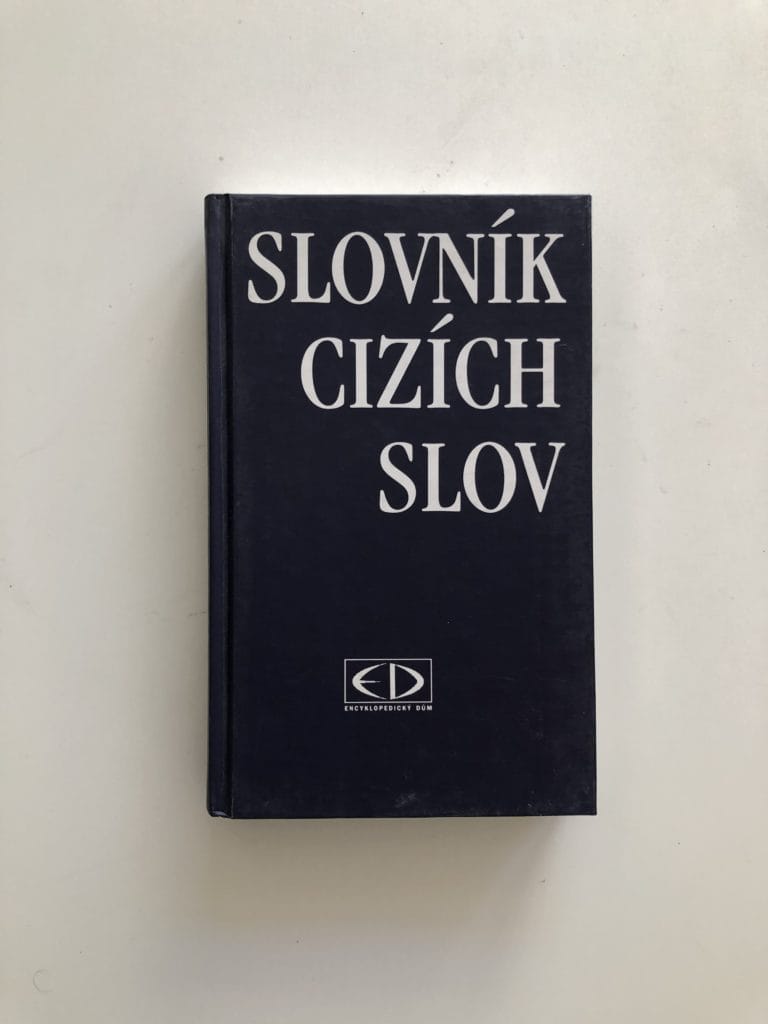 SLOVNÍK
CIZÍCH
SLOV
ED
ENCYKLOPEDICKÝ DŮM